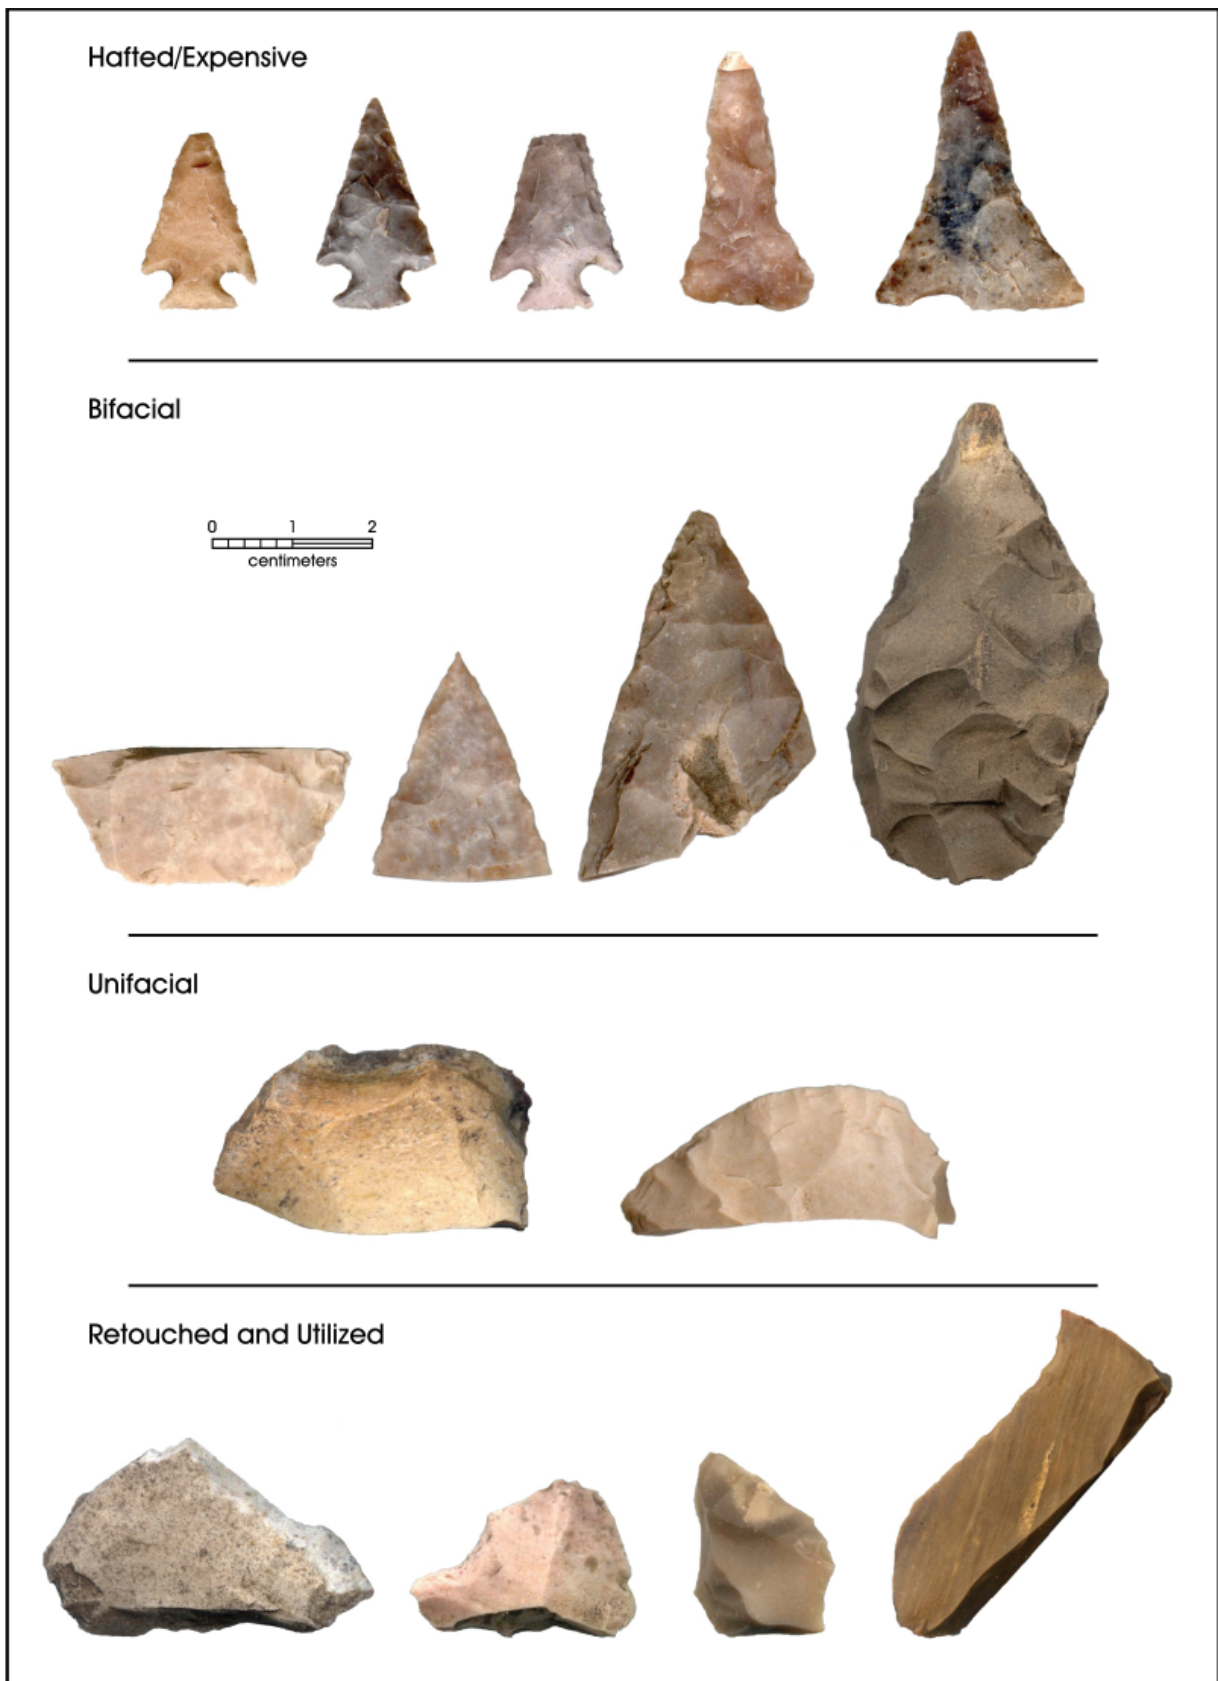 Hafted/Expensive
Bifacial
0 1 2
centimeters
Unifacial
Retouched and Utilized